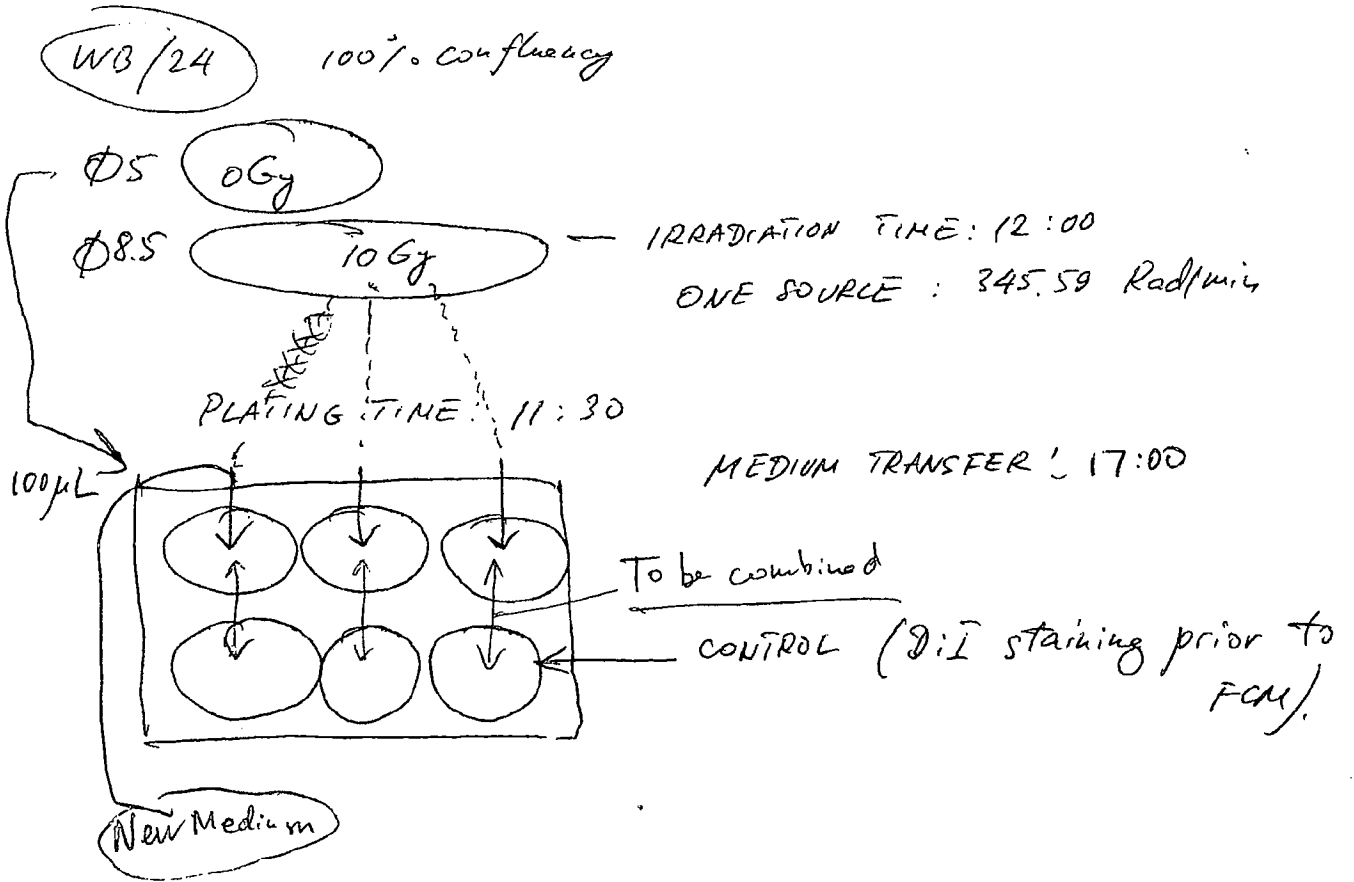 WB/24 100%. confluency
Ø5 0Gy
Ø8.5 10 Gy — IRRADIATION TIME: 12:00
ONE SOURCE : 345.59 Rad/min
PLATING TIME: 11:30
MEDIUM TRANSFER: 17:00
100µL
To be combined
CONTROL (DiI staining prior to
FCM).
New Medium